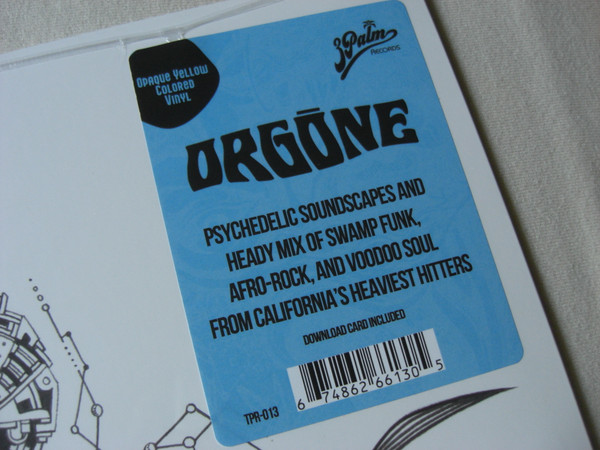 Opaque Yellow
Colored
Vinyl
3 Palm
Records
ORGŌNE
PSYCHEDELIC SOUNDSCAPES AND
HEADY MIX OF SWAMP FUNK,
AFRO-ROCK, AND VOODOO SOUL
FROM CALIFORNIA'S HEAVIEST HITTERS
DOWNLOAD CARD INCLUDED
6 74862 66130 5
TPR-013